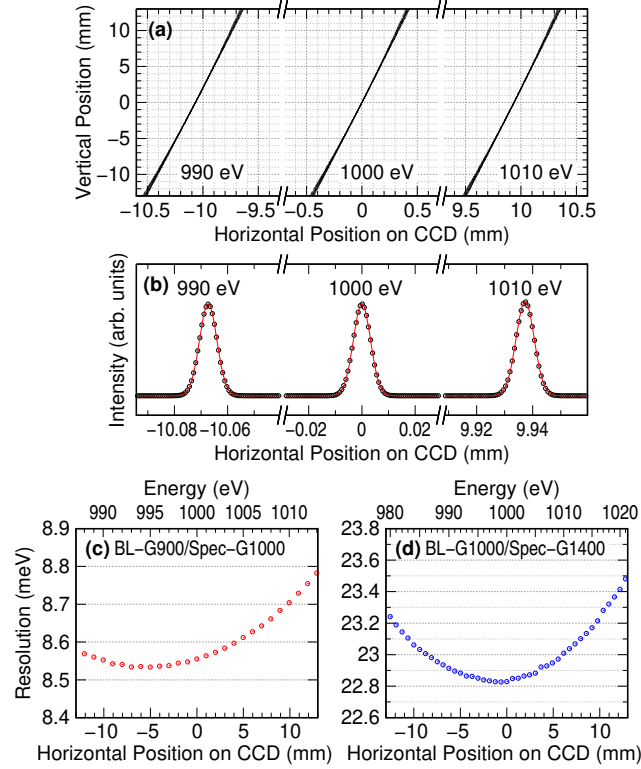 (a)
Vertical Position (mm)
10
5
0
−5
−10
990 eV
1000 eV
1010 eV
−10.5 −10 −9.5 −0.5 0 0.5 9.5 10 10.5
Horizontal Position on CCD (mm)
(b)
Intensity (arb. units)
990 eV
1000 eV
1010 eV
−10.08 −10.06 −0.02 0 0.02 9.92 9.94
Horizontal Position on CCD (mm)
Energy (eV)
990 995 1000 1005 1010
(c) BL−G900/Spec−G1000
Resolution (meV)
8.9
8.8
8.7
8.6
8.5
8.4
−10 −5 0 5 10
Horizontal Position on CCD (mm)
Energy (eV)
980 990 1000 1010 1020
(d) BL−G1000/Spec−G1400
23.8
23.6
23.4
23.2
23
22.8
22.6
−10 −5 0 5 10
Horizontal Position on CCD (mm)